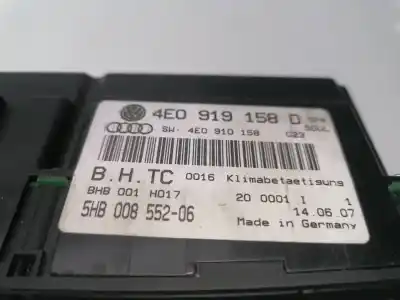 4E0 919 158 D
SW: 4E0 910 158
B.H.TC 0016 Klimabetaetigung
BHB 001 H017 20 0001 I 1
5HB 008 552-06 14.06.07
Made in Germany